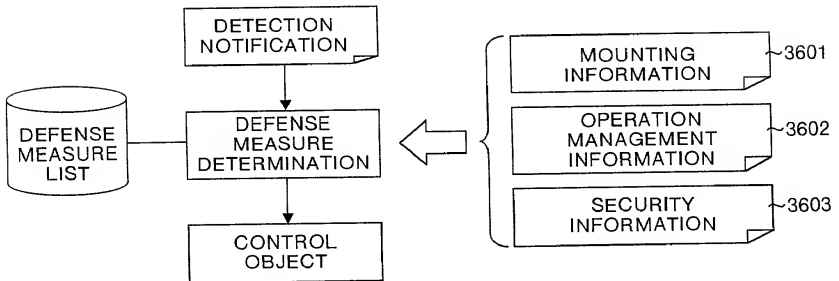 DETECTION
NOTIFICATION
DEFENSE
MEASURE
LIST
DEFENSE
MEASURE
DETERMINATION
CONTROL
OBJECT
MOUNTING
INFORMATION
3601
OPERATION
MANAGEMENT
INFORMATION
3602
SECURITY
INFORMATION
3603